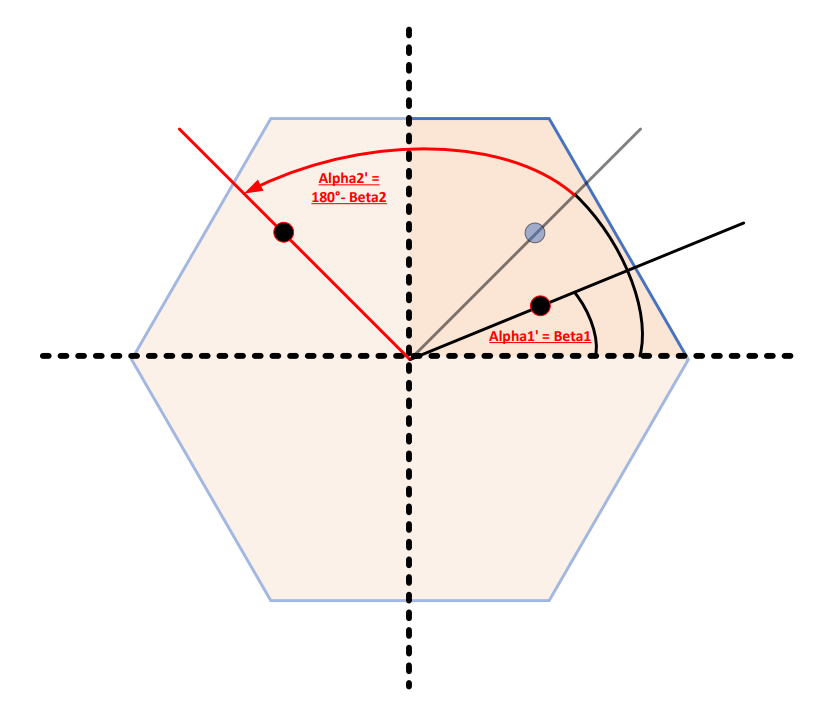 Alpha2' =
180°- Beta2
Alpha1' = Beta1